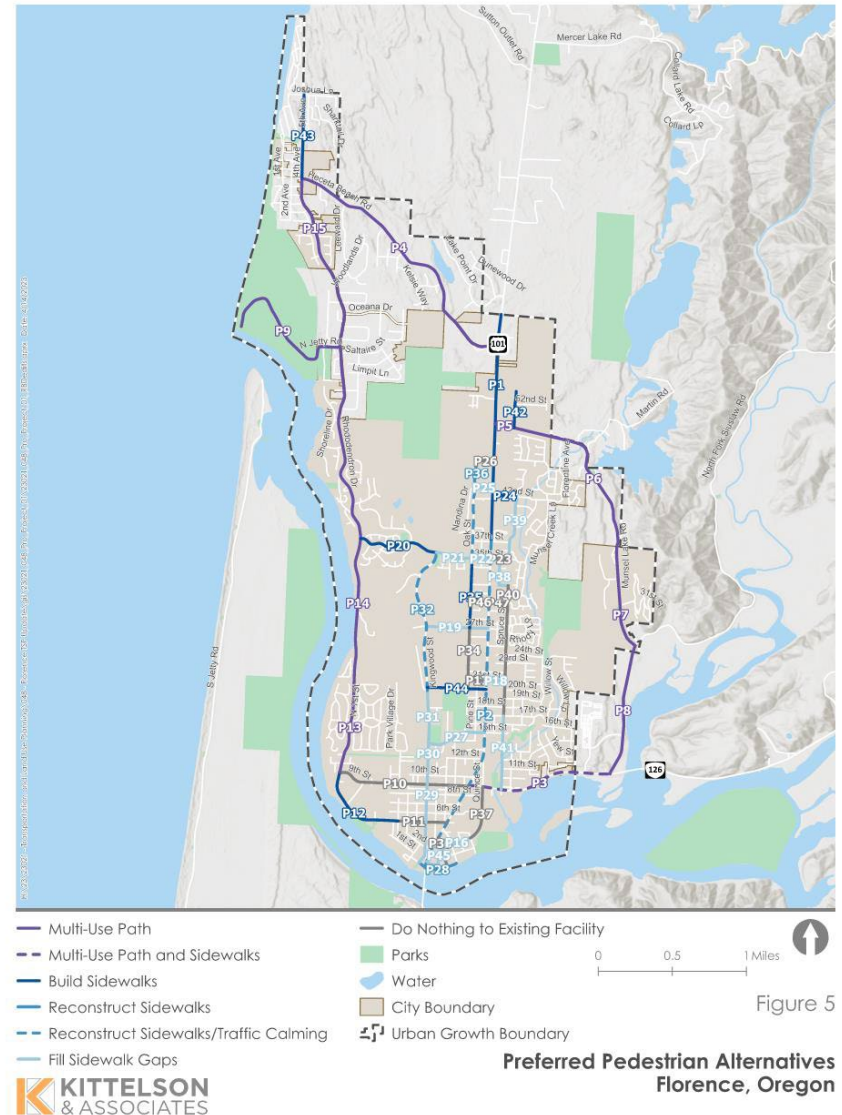 Sutton Outlet Rd
Mercer Lake Rd
Collard Lake Rd
Collard Lp
Joshua Ln
Sharktail Dr
P43
1st Ave
4th Ave
2nd Ave
Heceta Beach Rd
P15
Leeward Dr
Woodlands Dr
P4
Kelsie Way
Lake Point Dr
Dunewood Dr
Oceana Dr
P9
N Jetty Rd
Saltaire St
Limpit Ln
101
P1
52nd St
P42
P5
Martin Rd
North Fork Siuslaw Rd
Shoreline Dr
Rhododendron Dr
Florentine Ave
P26
P36
P25
P24
P6
Nandina Dr
Oak St
P39
37th St
Munsel Creek Lp
Munsel Lake Rd
P20
P21
P22
P23
P38
31st St
P14
P32
P35
P46
P40
P7
27th St
P19
Spruce St
P34
24th St
23rd St
S Jetty Rd
Kingwood St
Willow St
P18
20th St
P44
19th St
18th St
17th St
P2
16th St
P8
P13
Park Village Dr
P31
Pine St
15th St
P27
12th St
P41
Yew St
P30
10th St
11th St
9th St
P10
8th St
P3
126
P29
Quince St
6th St
P12
P11
P37
1st St
P16
P45
P28
Multi-Use Path
Multi-Use Path and Sidewalks
Build Sidewalks
Reconstruct Sidewalks
Reconstruct Sidewalks/Traffic Calming
Fill Sidewalk Gaps
Do Nothing to Existing Facility
Parks
Water
City Boundary
Urban Growth Boundary
0 0.5 1 Miles
Figure 5
Preferred Pedestrian Alternatives
Florence, Oregon
KITTELSON
& ASSOCIATES